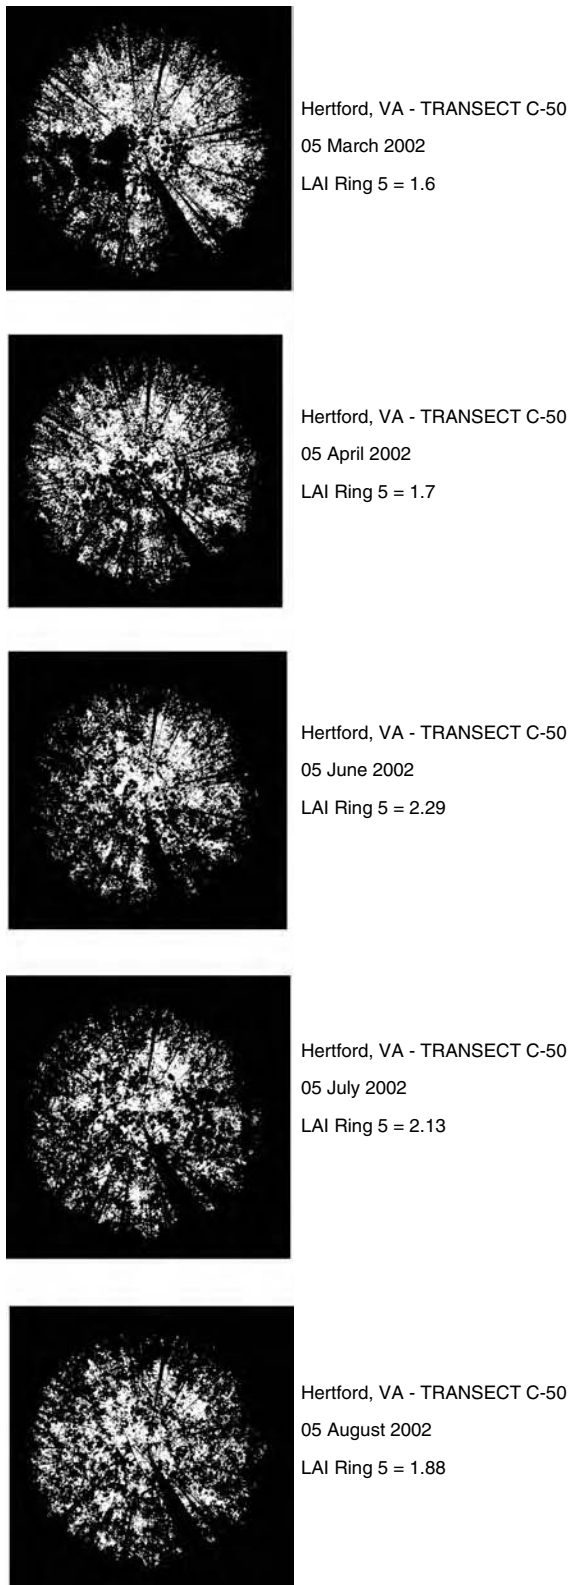 Hertford, VA - TRANSECT C-50
05 March 2002
LAI Ring 5 = 1.6
Hertford, VA - TRANSECT C-50
05 April 2002
LAI Ring 5 = 1.7
Hertford, VA - TRANSECT C-50
05 June 2002
LAI Ring 5 = 2.29
Hertford, VA - TRANSECT C-50
05 July 2002
LAI Ring 5 = 2.13
Hertford, VA - TRANSECT C-50
05 August 2002
LAI Ring 5 = 1.88